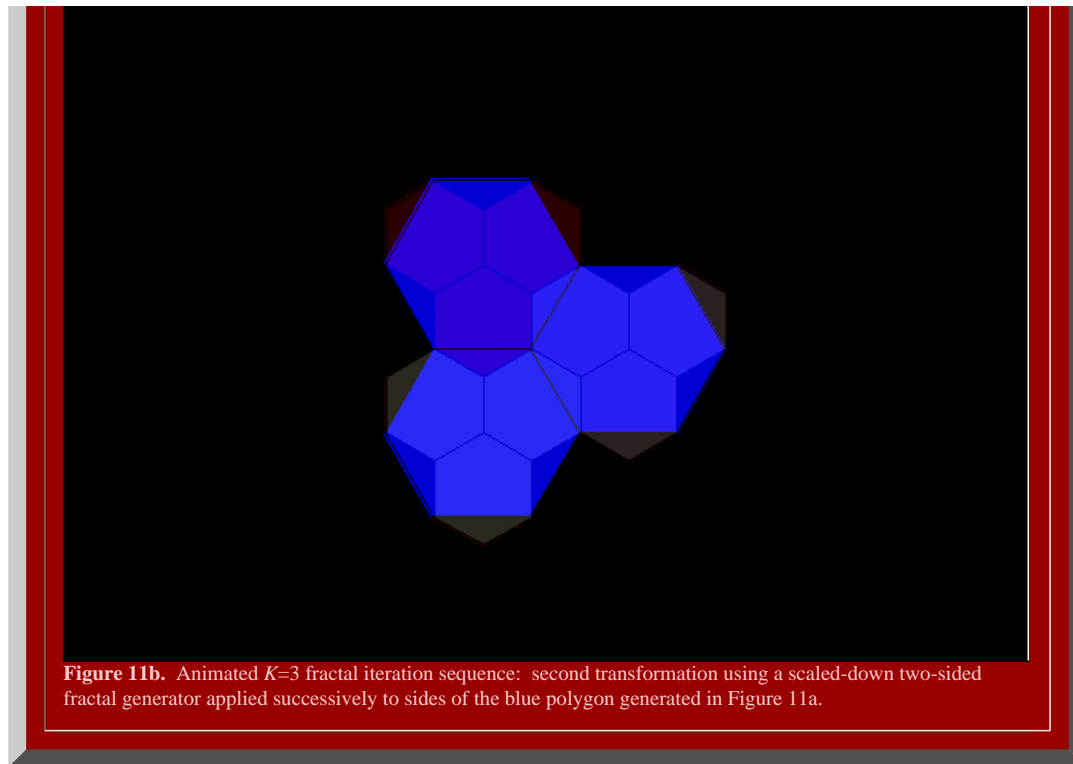 Figure 11b.  Animated K=3 fractal iteration sequence:  second transformation using a scaled-down two-sided
fractal generator applied successively to sides of the blue polygon generated in Figure 11a.